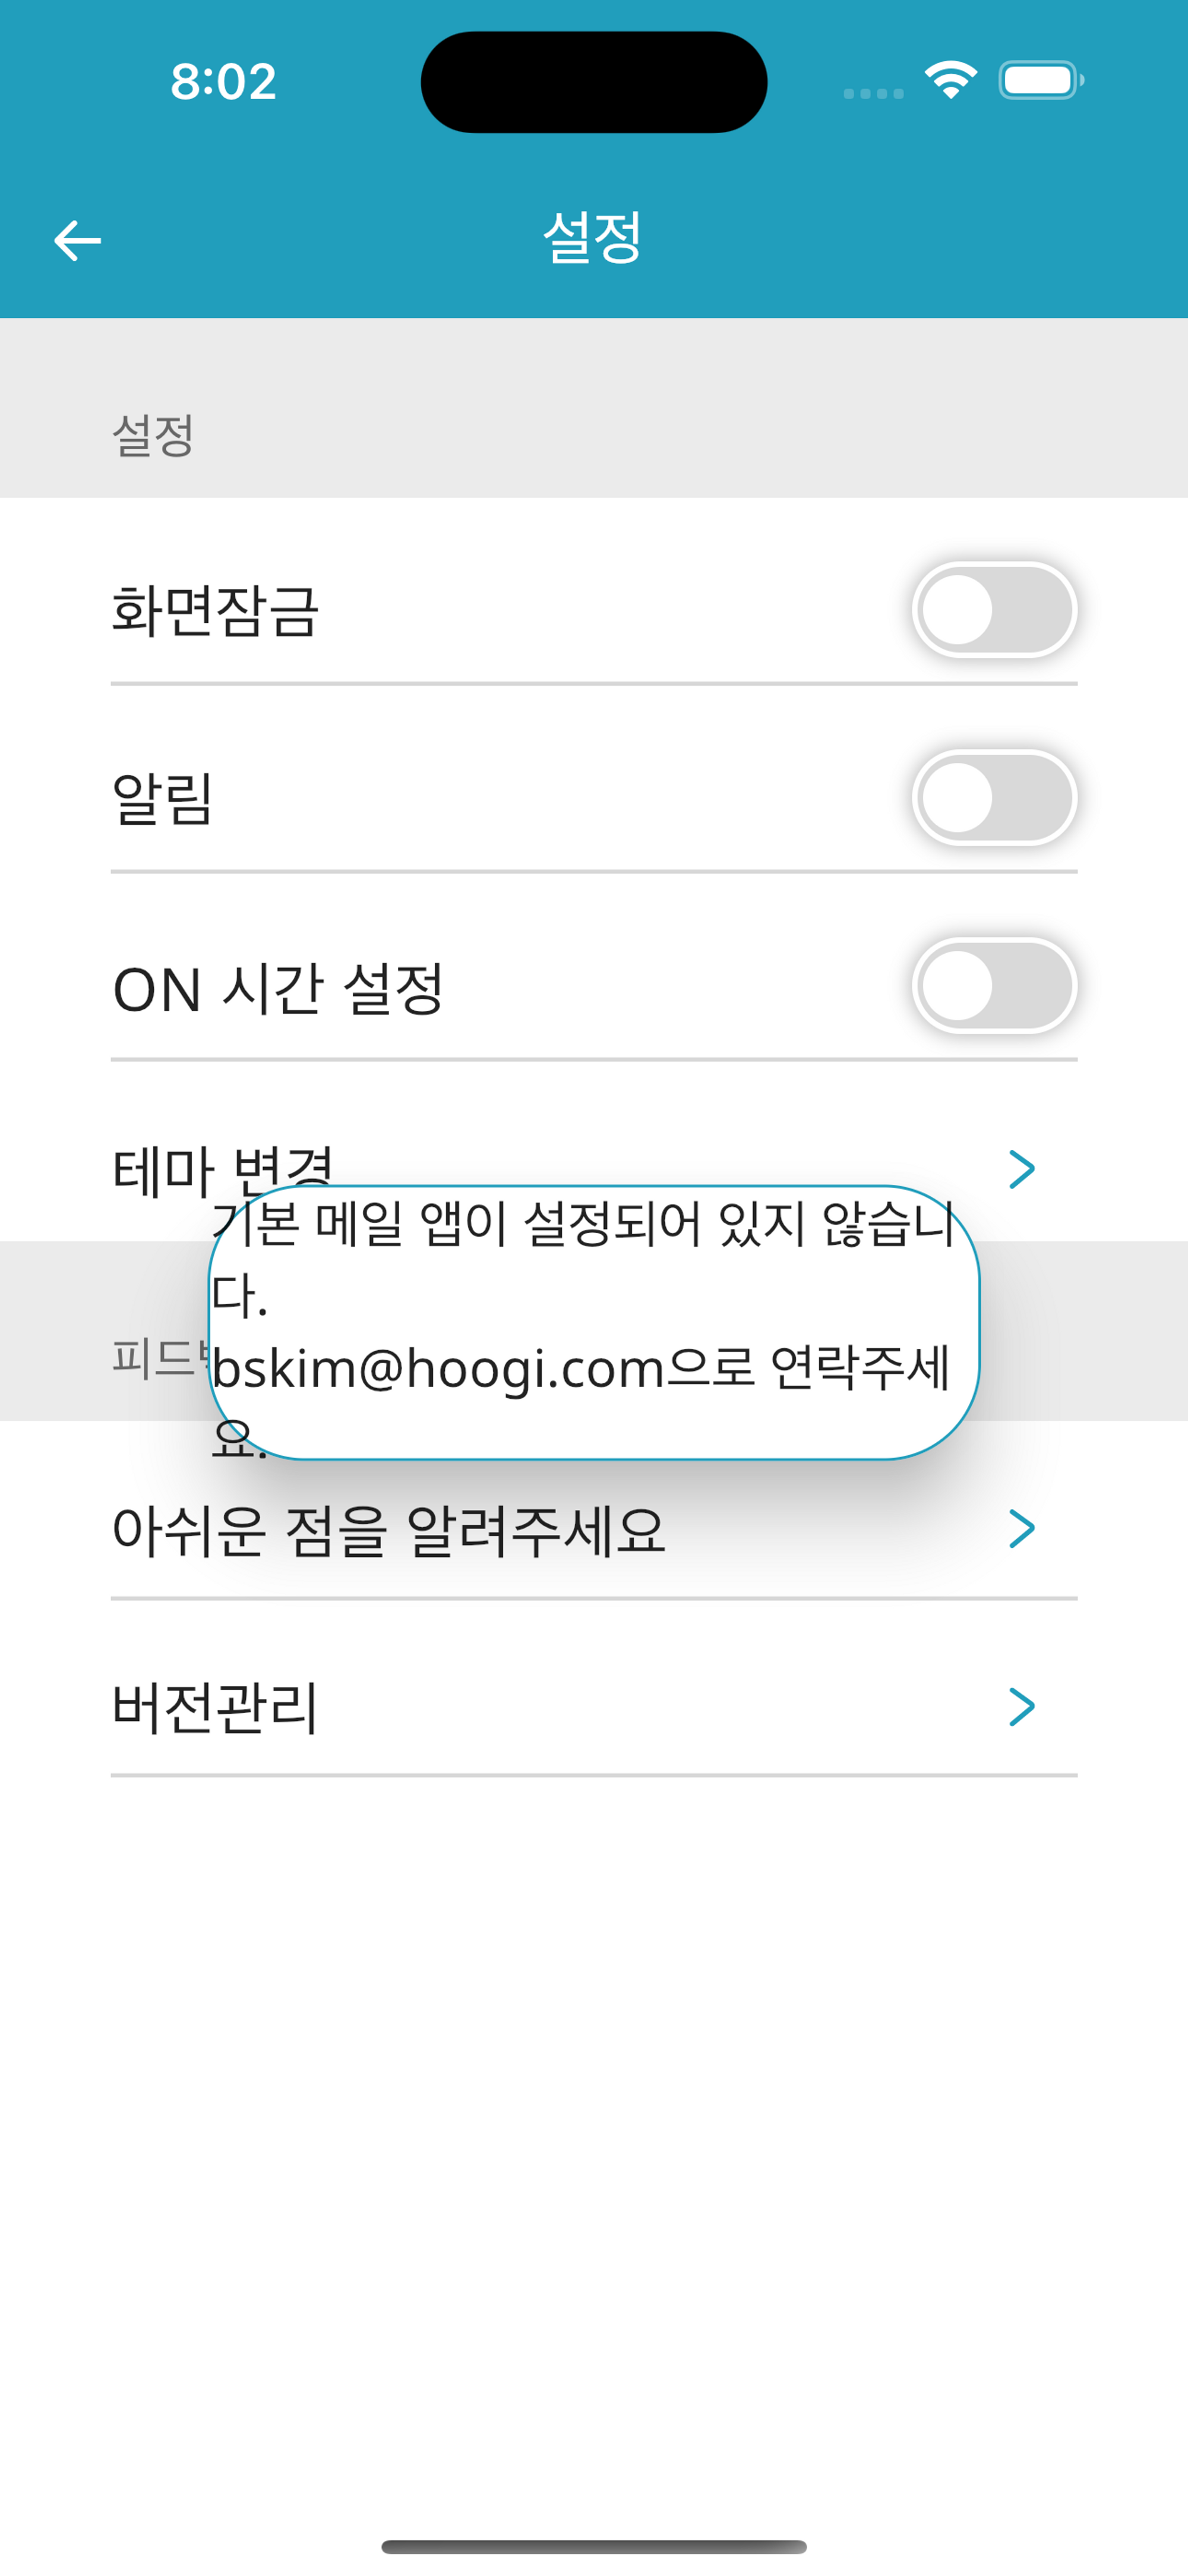 8:02
설정
설정
화면잠금
알림
ON 시간 설정
테마 변경
기본 메일 앱이 설정되어 있지 않습니
다.
bskim@hoogi.com으로 연락주세
요.
피드
아쉬운 점을 알려주세요
버전관리